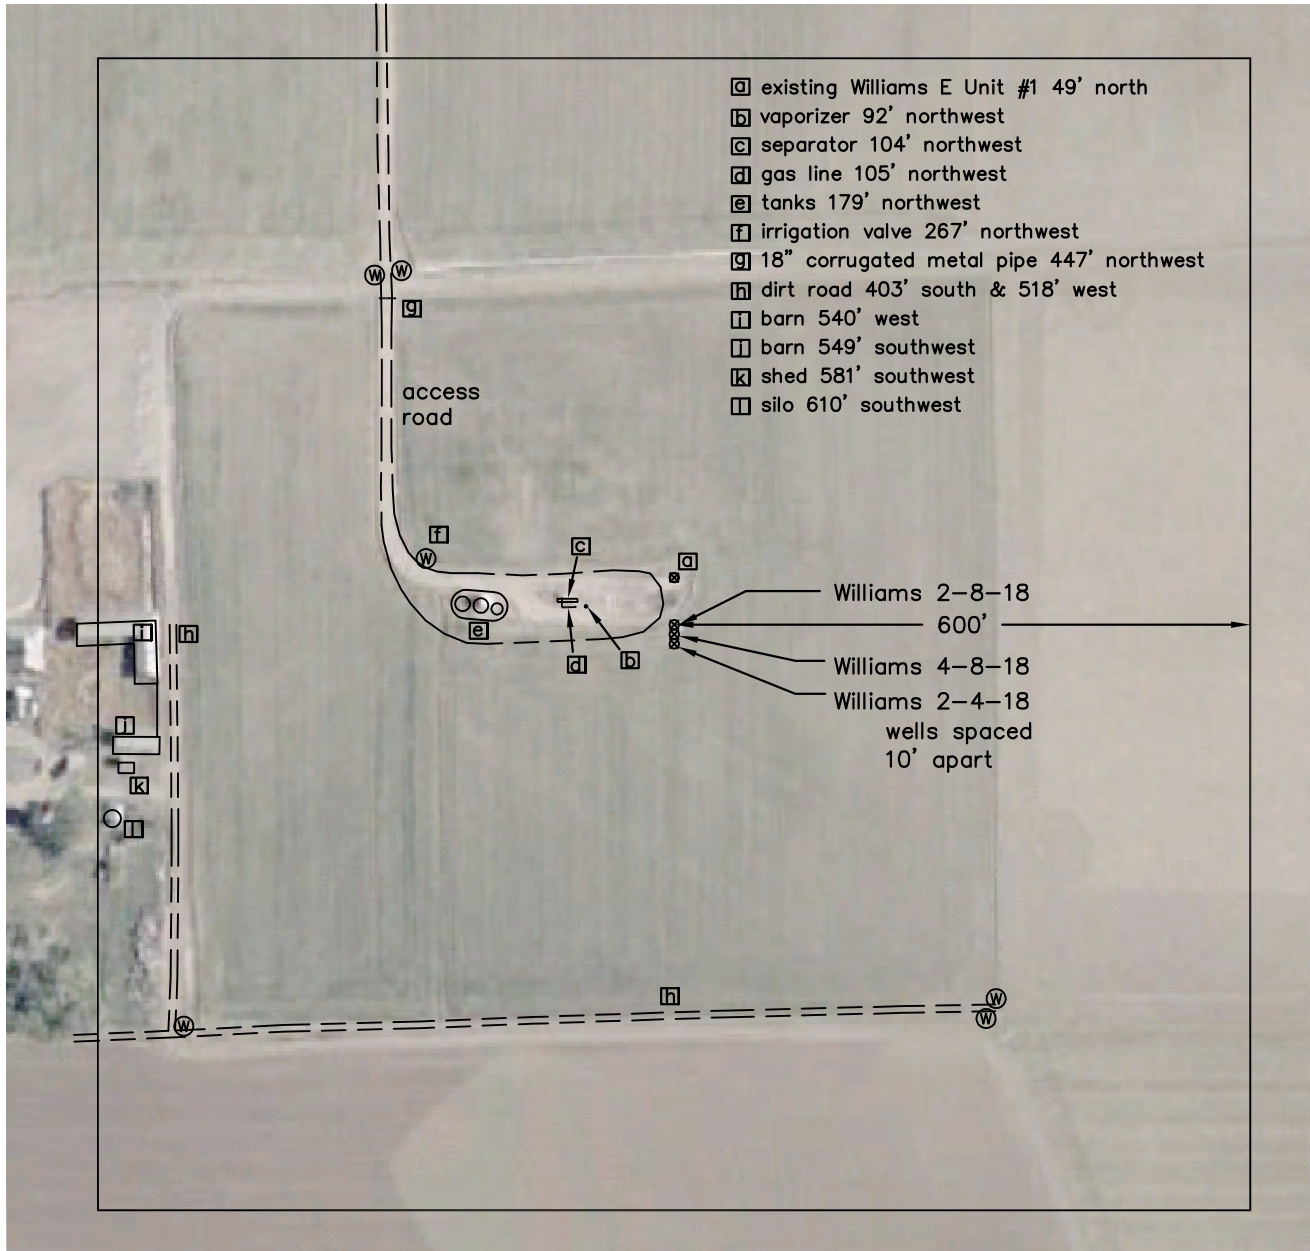 a existing Williams E Unit #1 49' north
b vaporizer 92' northwest
c separator 104' northwest
d gas line 105' northwest
e tanks 179' northwest
f irrigation valve 267' northwest
g 18" corrugated metal pipe 447' northwest
h dirt road 403' south & 518' west
i barn 540' west
j barn 549' southwest
k shed 581' southwest
l silo 610' southwest
W W
g
access
road
f
W
c
a
e
d
b
Williams 2-8-18
600'
Williams 4-8-18
Williams 2-4-18
wells spaced
10' apart
i h
j
k
l
h
W
W
W